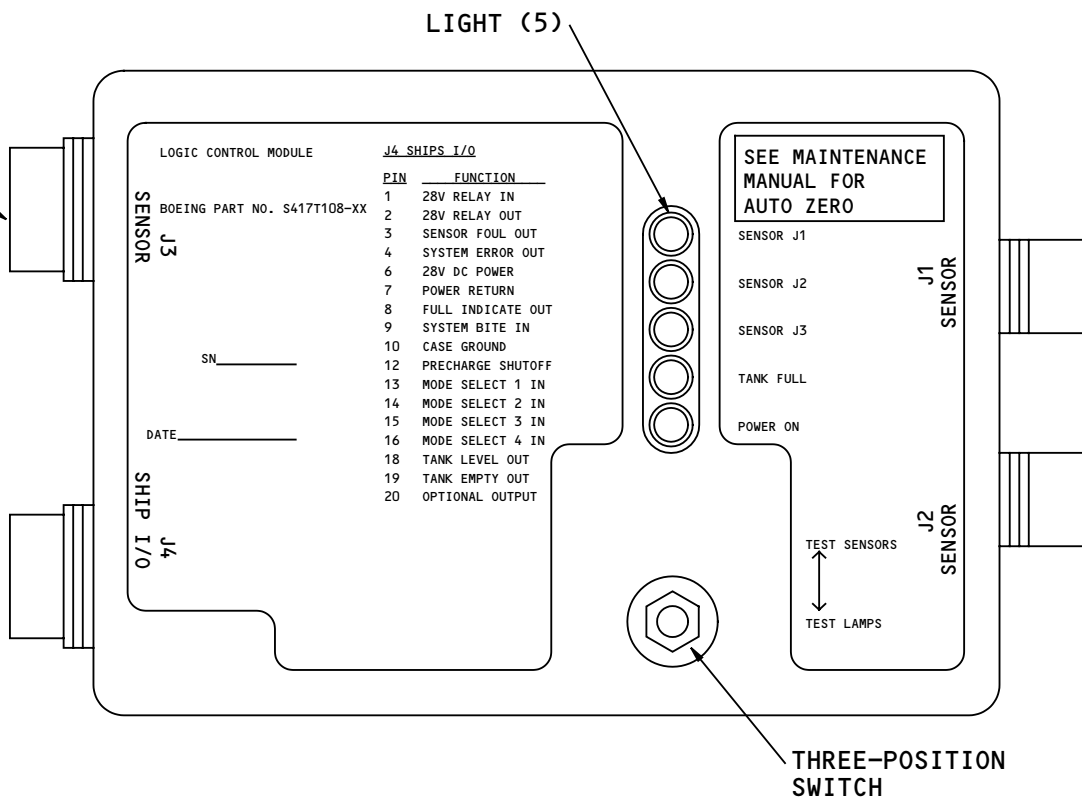 LIGHT (5)
LOGIC CONTROL MODULE
BOEING PART NO. S417T108-XX
SENSOR
J3
SN
DATE
SHIP I/O
J4
J4 SHIPS I/O
PIN FUNCTION
1 28V RELAY IN
2 28V RELAY OUT
3 SENSOR FOUL OUT
4 SYSTEM ERROR OUT
6 28V DC POWER
7 POWER RETURN
8 FULL INDICATE OUT
9 SYSTEM BITE IN
10 CASE GROUND
12 PRECHARGE SHUTOFF
13 MODE SELECT 1 IN
14 MODE SELECT 2 IN
15 MODE SELECT 3 IN
16 MODE SELECT 4 IN
18 TANK LEVEL OUT
19 TANK EMPTY OUT
20 OPTIONAL OUTPUT
SEE MAINTENANCE
MANUAL FOR
AUTO ZERO
SENSOR J1
SENSOR J2
SENSOR J3
TANK FULL
POWER ON
J1
SENSOR
J2
SENSOR
TEST SENSORS
TEST LAMPS
THREE-POSITION
SWITCH